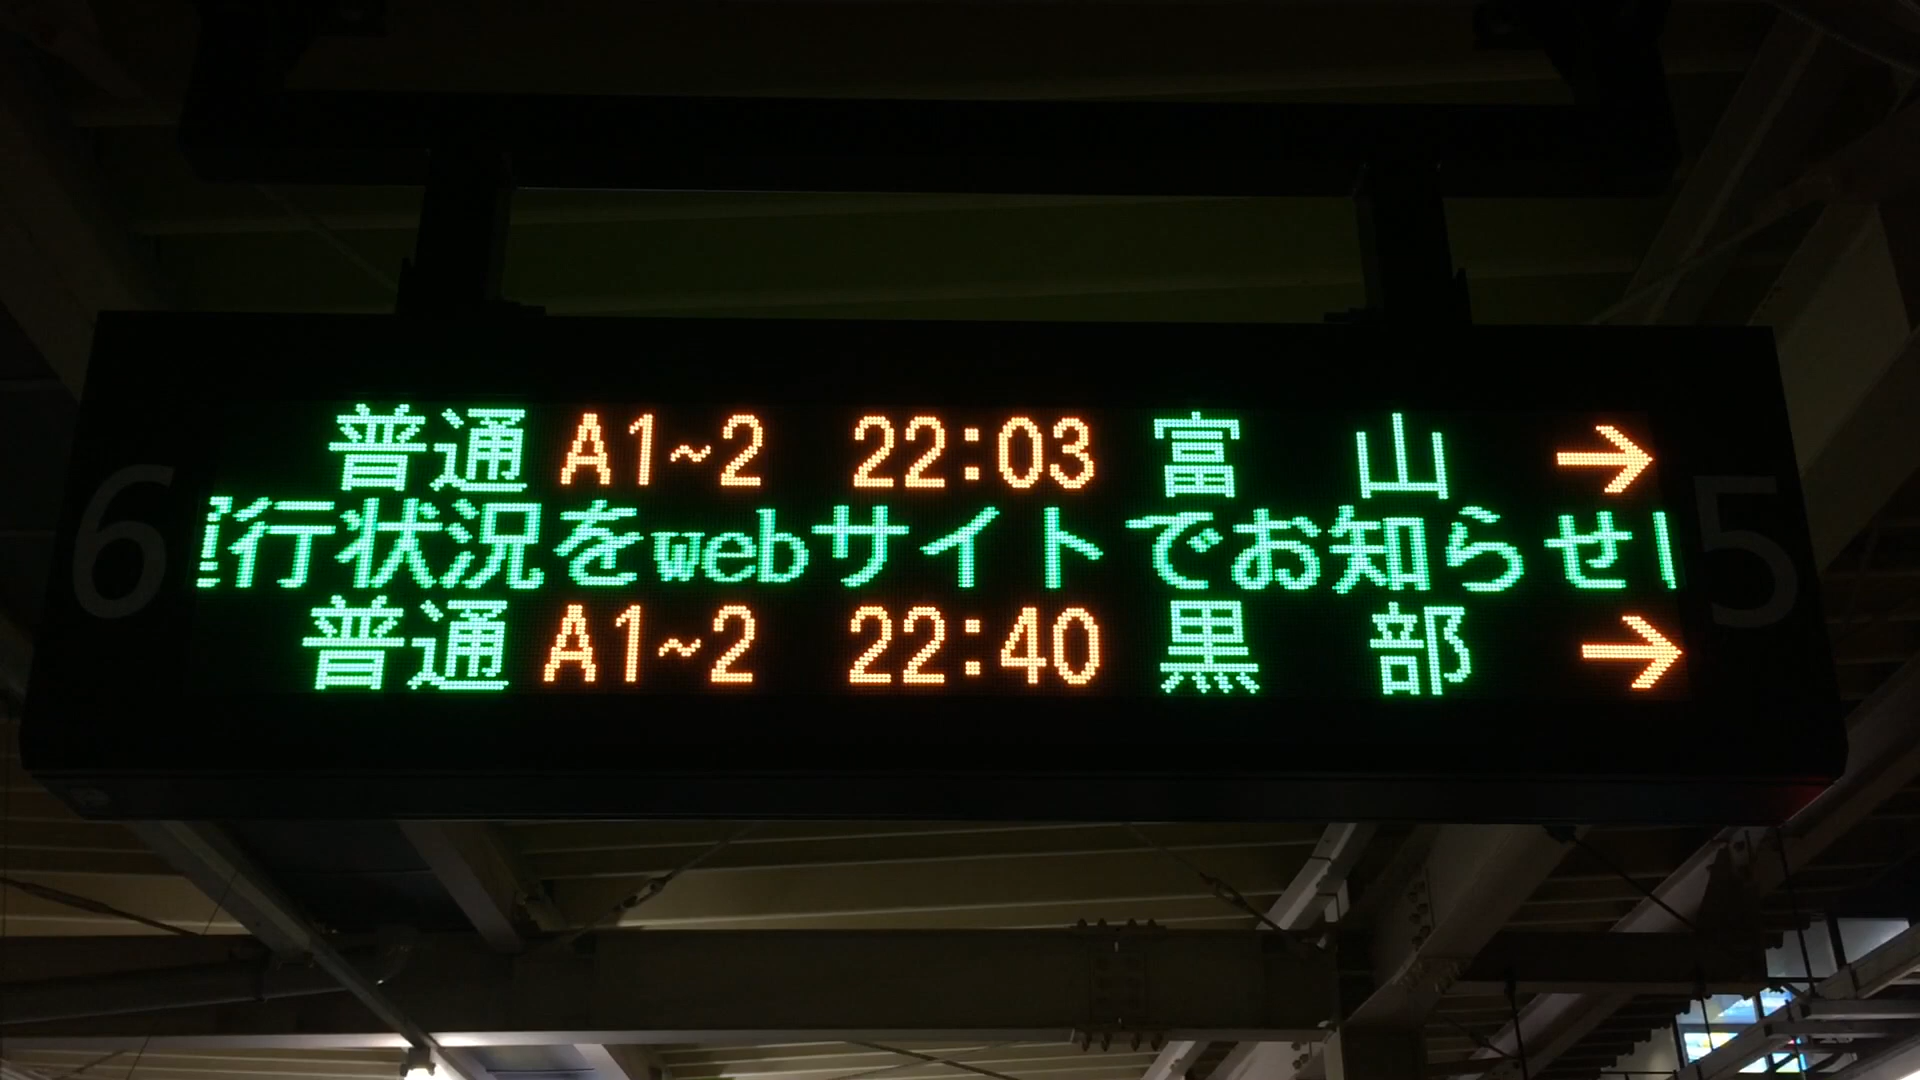 普通 A1~2 22:03 富山 →
行状況をwebサイトでお知らせ
普通 A1~2 22:40 黒部 →
6
5